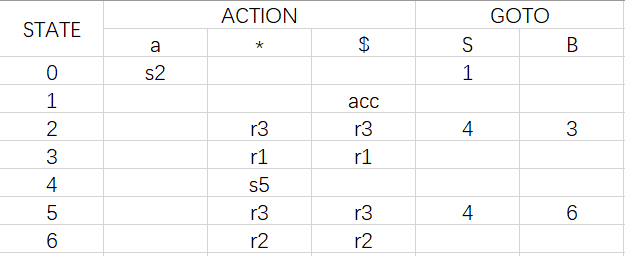 STATE ACTION GOTO
a * $ S B
0 s2 1
1 acc
2 r3 r3 4 3
3 r1 r1
4 s5
5 r3 r3 4 6
6 r2 r2